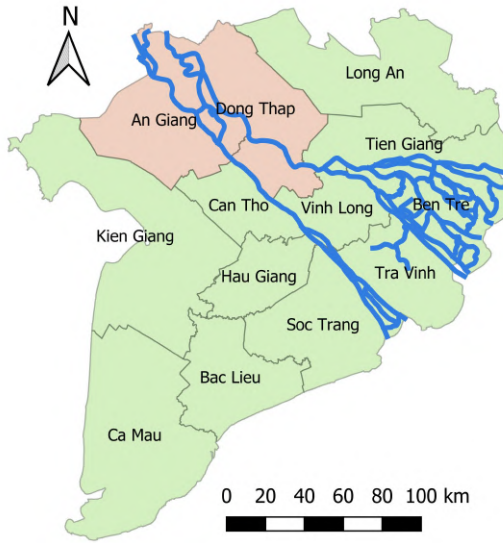 N
Long An
Dong Thap
An Giang
Tien Giang
Can Tho
Vinh Long
Ben Tre
Kien Giang
Hau Giang
Tra Vinh
Soc Trang
Bac Lieu
Ca Mau
0 20 40 60 80 100 km